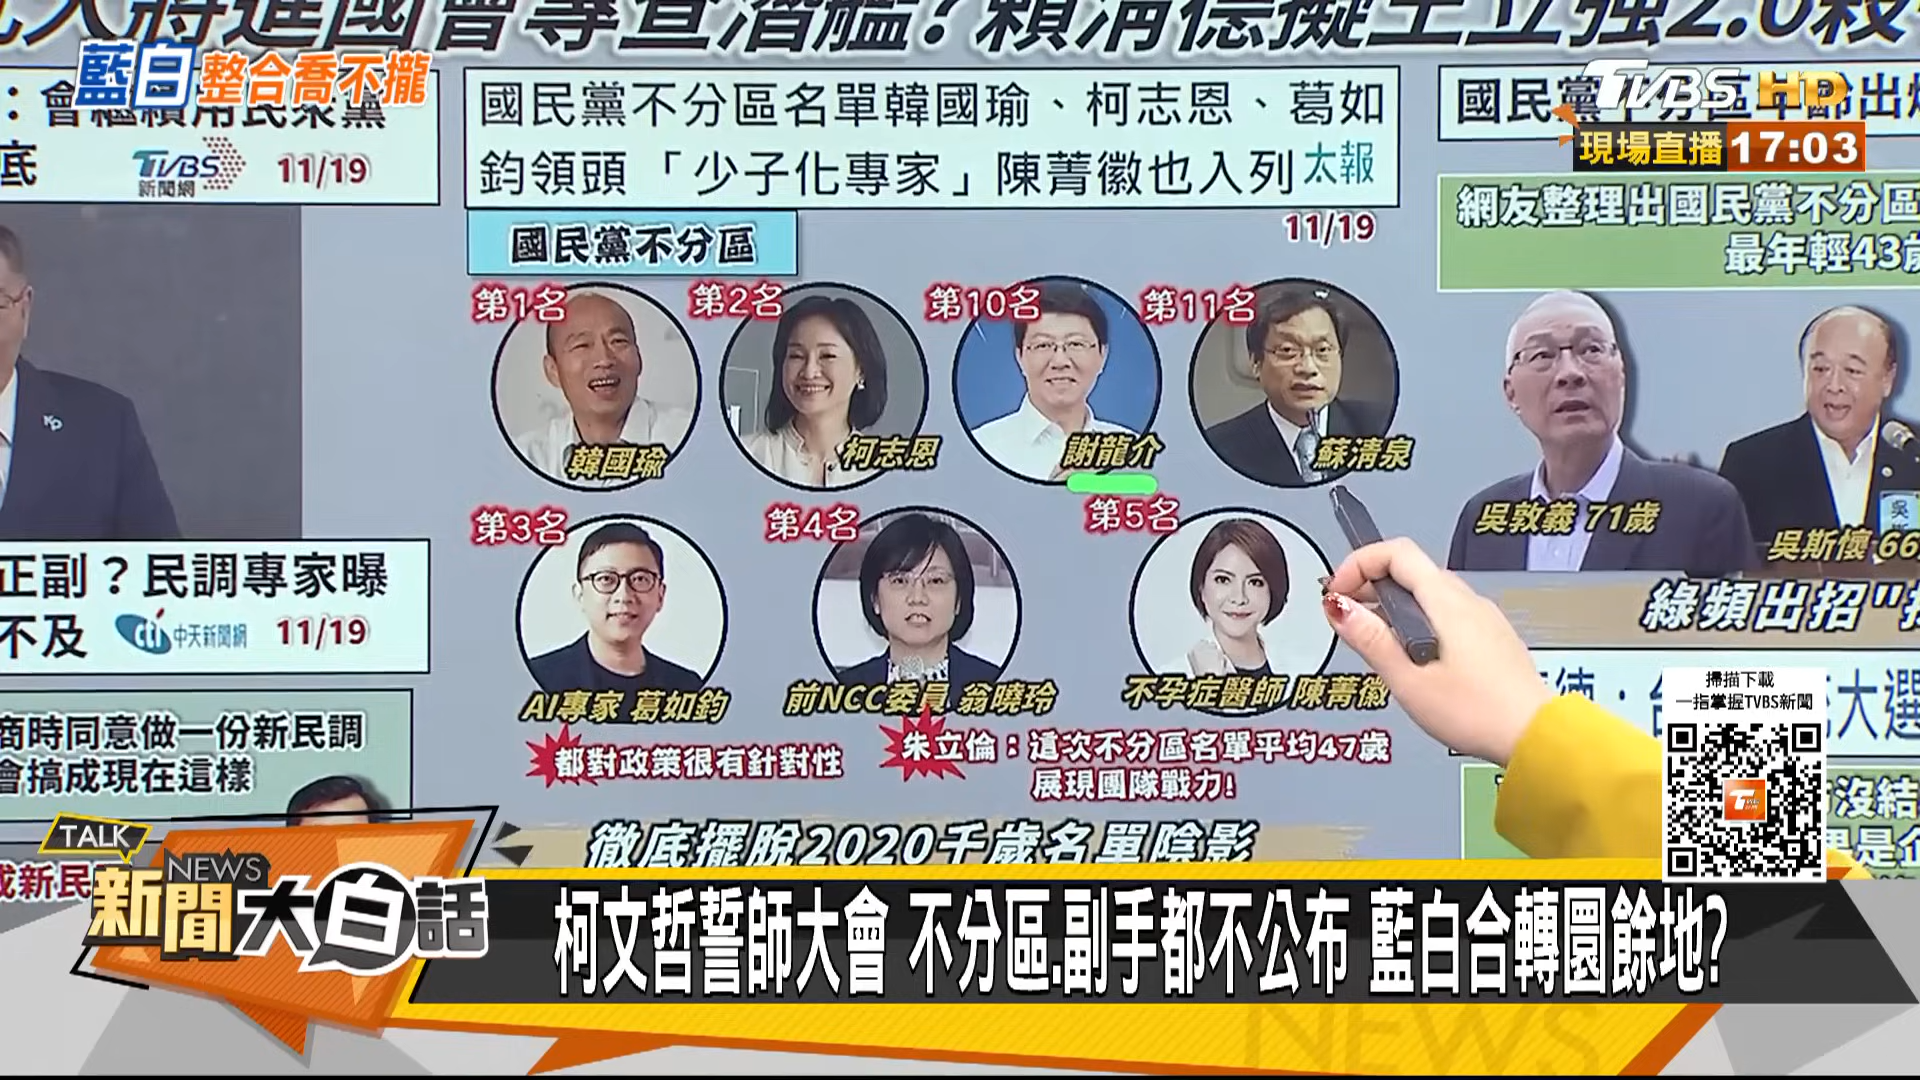 藍白整合喬不攏
TVBS HD
現場直播 17:03
：會繼續用民眾黨
底
TVBS
新聞網
11/19
國民黨不分區名單韓國瑜、柯志恩、葛如
鈞領頭「少子化專家」陳菁徽也入列 太報
11/19
國民黨不分區
第1名
韓國瑜
第2名
柯志恩
第10名
謝龍介
第11名
蘇清泉
第3名
AI專家 葛如鈞
第4名
前NCC委員 翁曉玲
第5名
不孕症醫師 陳菁徽
都對政策很有針對性
朱立倫：這次不分區名單平均47歲
展現團隊戰力!
徹底擺脫2020千歲名單陰影
網友整理出國民黨不分區
最年輕43歲
吳敦義 71歲
吳斯懷 66
綠頻出招"
正副？民調專家曝
不及
cti 中天新聞網
11/19
商時同意做一份新民調
會搞成現在這樣
掃描下載
一指掌握TVBS新聞
TALK
NEWS
新聞大白話
柯文哲誓師大會 不分區.副手都不公布 藍白合轉圜餘地?
NEWS